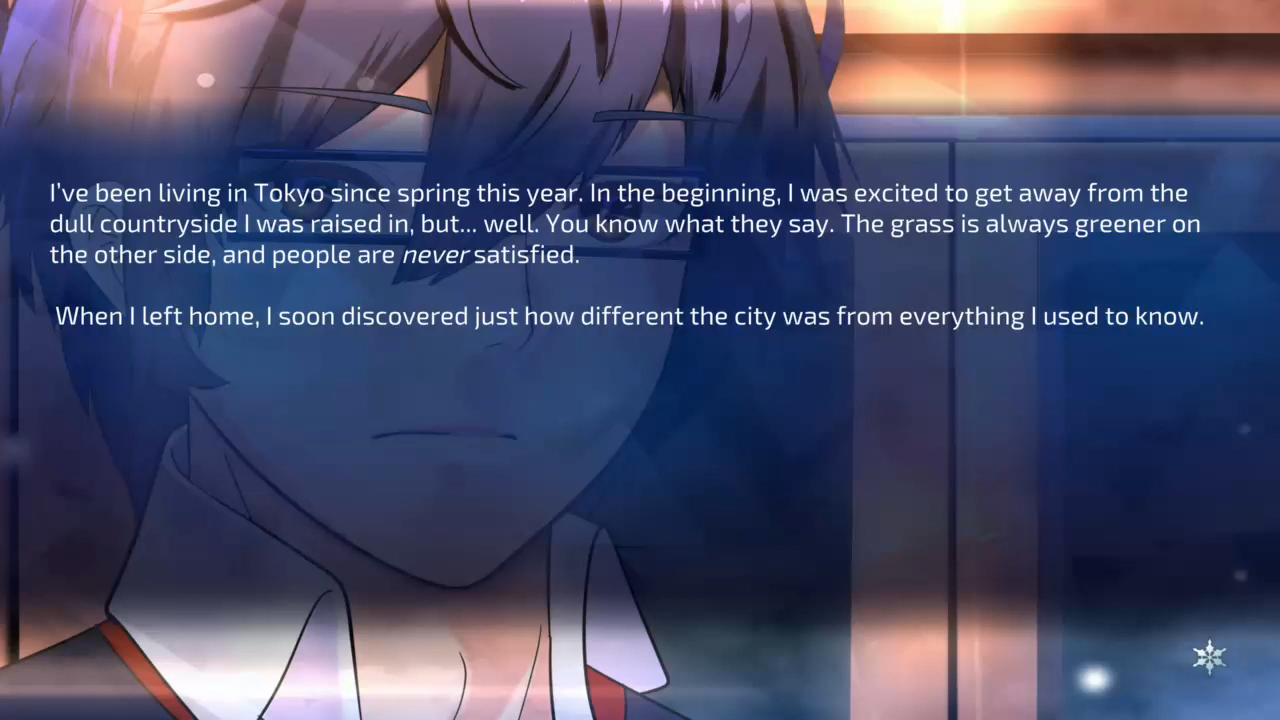 I've been living in Tokyo since spring this year. In the beginning, I was excited to get away from the
dull countryside I was raised in, but... well. You know what they say. The grass is always greener on
the other side, and people are never satisfied.
When I left home, I soon discovered just how different the city was from everything I used to know.